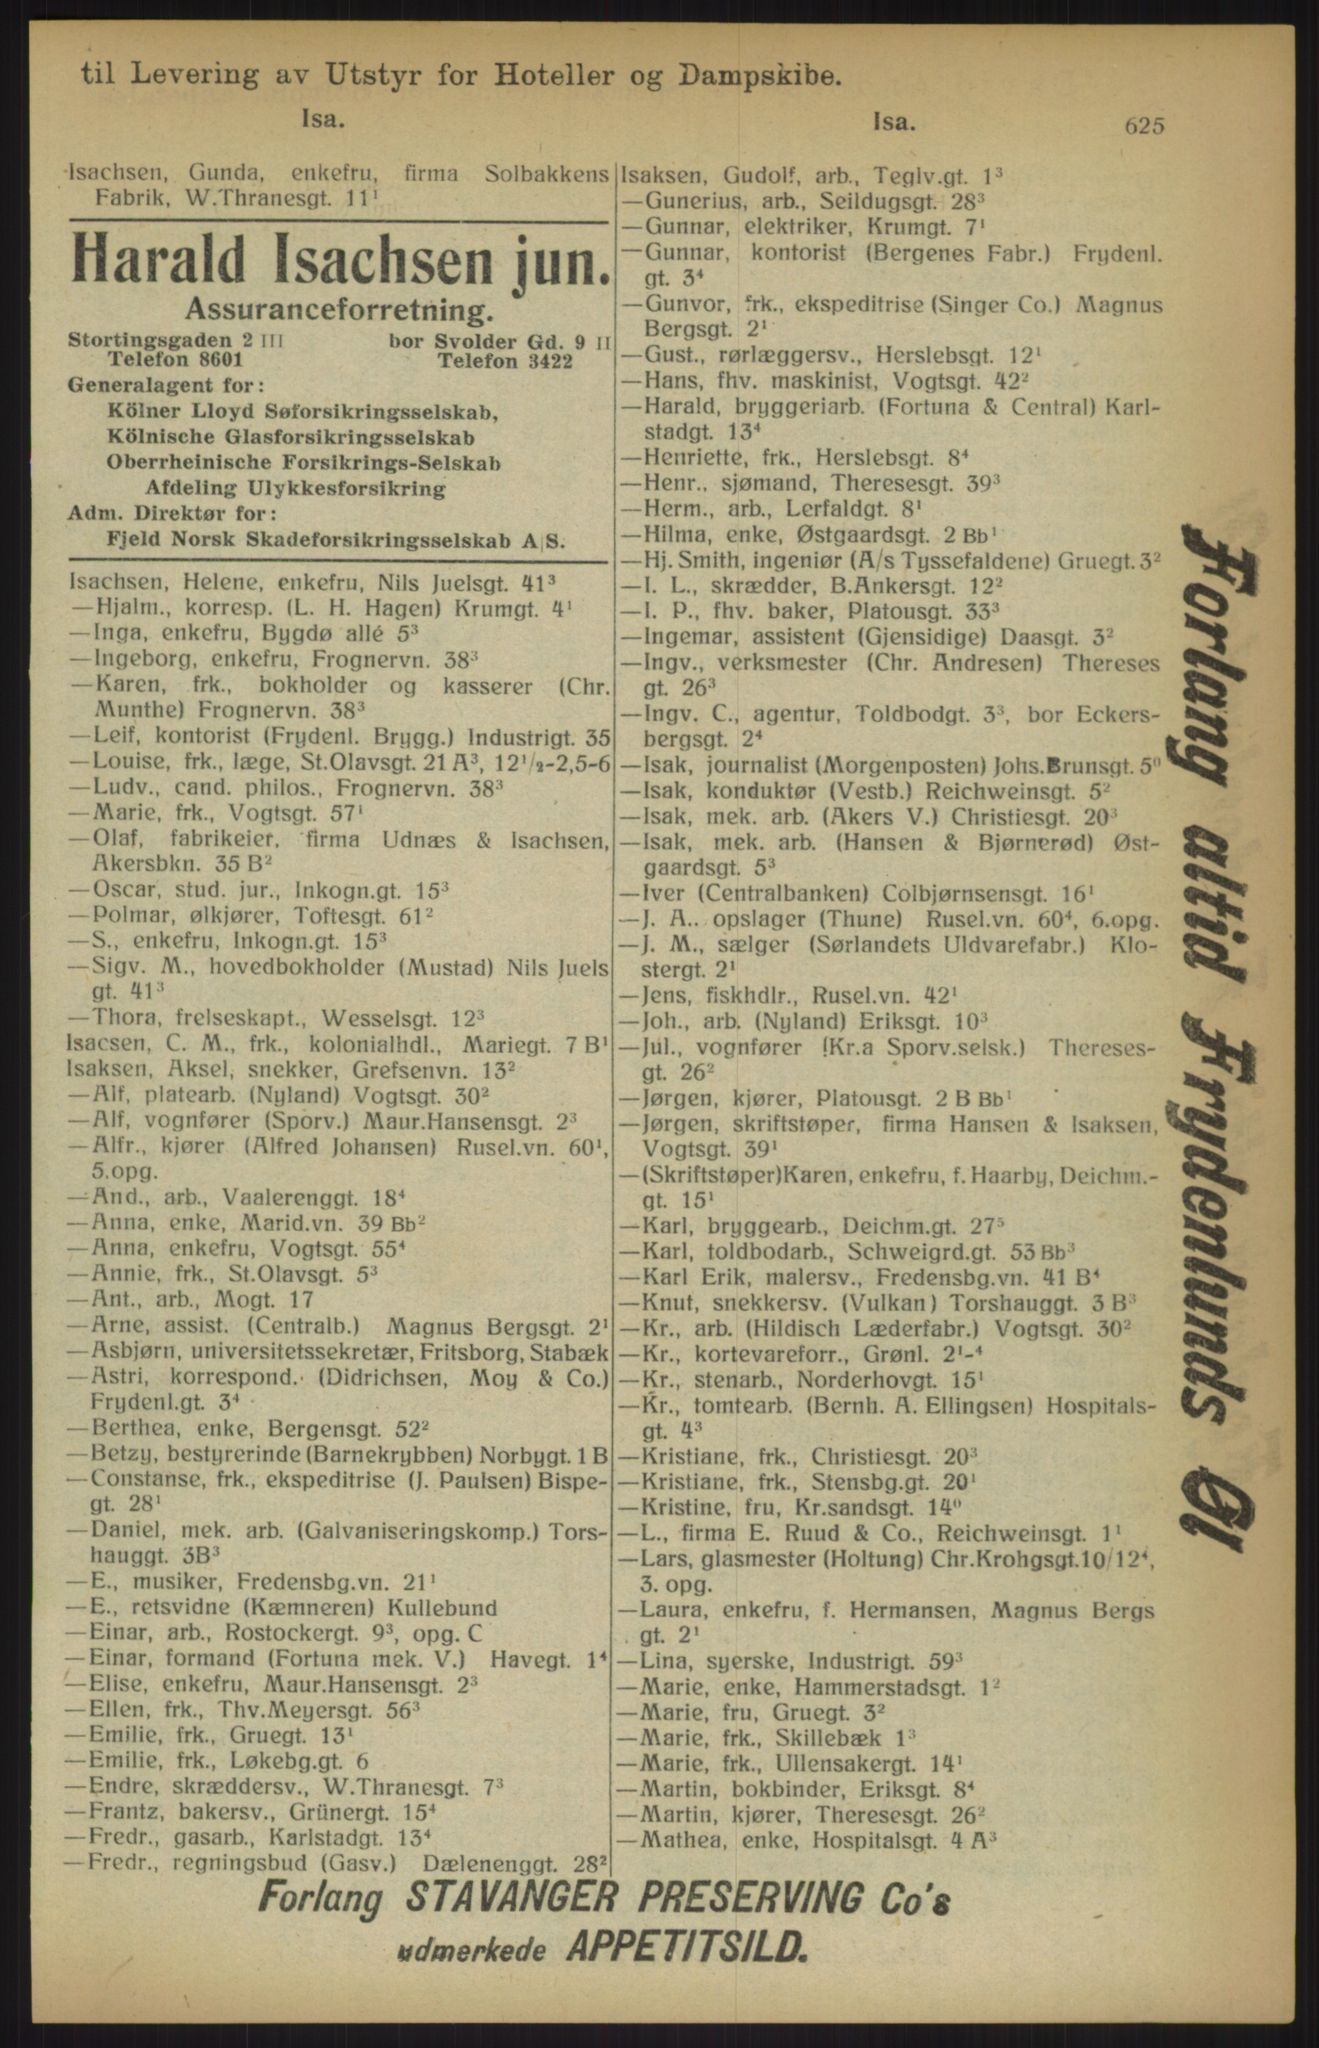 til Levering av Utstyr for Hoteller og Dampskibe.
Isa.
Isa.
625
Isachsen, Gunda, enkefru, firma Solbakkens
Fabrik, W.Thranesgt. 11¹
Harald Isachsen jun.
Assuranceforretning.
Stortingsgaden 2 III bor Svolder Gd. 9 II
Telefon 8601 Telefon 3422
Generalagent for:
Kölner Lloyd Søforsikringsselskab,
Kölnische Glasforsikringsselskab
Oberrheinische Forsikrings-Selskab
Afdeling Ulykkesforsikring
Adm. Direktør for:
Fjeld Norsk Skadeforsikringsselskab A|S.
Isachsen, Helene, enkefru, Nils Juelsgt. 41³
—Hjalm., korresp. (L. H. Hagen) Krumgt. 4¹
—Inga, enkefru, Bygdø allé 5³
—Ingeborg, enkefru, Frognervn. 38³
—Karen, frk., bokholder og kasserer (Chr.
Munthe) Frognervn. 38³
—Leif, kontorist (Frydenl. Brygg.) Industrigt. 35
—Louise, frk., læge, St.Olavsgt. 21 A³, 12¹/₂-2,5-6
—Ludv., cand. philos., Frognervn. 38³
—Marie, frk., Vogtsgt. 57¹
—Olaf, fabrikeier, firma Udnæs & Isachsen,
Akersbkn. 35 B²
—Oscar, stud. jur., Inkogn.gt. 15³
—Polmar, ølkjører, Toftesgt. 61²
—S., enkefru, Inkogn.gt. 15³
—Sigv. M., hovedbokholder (Mustad) Nils Juels
gt. 41³
—Thora, frelseskapt., Wesselsgt. 12³
Isacsen, C. M., frk., kolonialhdl., Mariegt. 7 B¹
Isaksen, Aksel, snekker, Grefsenvn. 13²
—Alf, platearb. (Nyland) Vogtsgt. 30²
—Alf, vognfører (Sporv.) Maur.Hansensgt. 2³
—Alfr., kjører (Alfred Johansen) Rusel.vn. 60¹,
5.opg.
—And., arb., Vaalerenggt. 18⁴
—Anna, enke, Marid.vn. 39 Bb²
—Anna, enkefru, Vogtsgt. 55⁴
—Annie, frk., St.Olavsgt. 5³
—Ant., arb., Mogt. 17
—Arne, assist. (Centralb.) Magnus Bergsgt. 2¹
—Asbjørn, universitetssekretær, Fritsborg, Stabæk
—Astri, korrespond. (Didrichsen, Moy & Co.)
Frydenl.gt. 3⁴
—Berthea, enke, Bergensgt. 52²
—Betzy, bestyrerinde (Barnekrybben) Norbygt. 1 B
—Constanse, frk., ekspeditrise (J. Paulsen) Bispe-
gt. 28¹
—Daniel, mek. arb. (Galvaniseringskomp.) Tors-
hauggt. 3B³
—E., musiker, Fredensbg.vn. 21¹
—E., retsvidne (Kæmneren) Kullebund
—Einar, arb., Rostockergt. 9³, opg. C
—Einar, formand (Fortuna mek. V.) Havegt. 1⁴
—Elise, enkefru, Maur.Hansensgt. 2³
—Ellen, frk., Thv.Meyersgt. 56³
—Emilie, frk., Gruegt. 13¹
—Emilie, frk., Løkebg.gt. 6
—Endre, skræddersv., W.Thranesgt. 7³
—Frantz, bakersv., Grünergt. 15⁴
—Fredr., gasarb., Karlstadgt. 13⁴
—Fredr., regningsbud (Gasv.) Dælenenggt. 28²
Isaksen, Gudolf, arb., Teglv.gt. 1³
—Gunerius, arb., Seildugsgt. 28³
—Gunnar, elektriker, Krumgt. 7¹
—Gunnar, kontorist (Bergenes Fabr.) Frydenl.
gt. 3⁴
—Gunvor, frk., ekspeditrise (Singer Co.) Magnus
Bergsgt. 2¹
—Gust., rørlæggersv., Herslebsgt. 12¹
—Hans, fhv. maskinist, Vogtsgt. 42²
—Harald, bryggeriarb. (Fortuna & Central) Karl-
stadgt. 13⁴
—Henriette, frk., Herslebsgt. 8⁴
—Henr., sjømand, Theresesgt. 39³
—Herm., arb., Lerfaldgt. 8¹
—Hilma, enke, Østgaardsgt. 2 Bb¹
—Hj. Smith, ingeniør (A/s Tyssefaldene) Gruegt. 3²
—I. L., skrædder, B.Ankersgt. 12²
—I. P., fhv. baker, Platousgt. 33³
—Ingemar, assistent (Gjensidige) Daasgt. 3²
—Ingv., verksmester (Chr. Andresen) Thereses
gt. 26³
—Ingv. C., agentur, Toldbodgt. 3³, bor Eckers-
bergsgt. 2⁴
—Isak, journalist (Morgenposten) Johs.Brunsgt. 5⁰
—Isak, konduktør (Vestb.) Reichweinsgt. 5²
—Isak, mek. arb. (Akers V.) Christiesgt. 20³
—Isak, mek. arb. (Hansen & Bjørnerød) Øst-
gaardsgt. 5³
—Iver (Centralbanken) Colbjørnsensgt. 16¹
—J. A.. opslager (Thune) Rusel.vn. 60⁴, 6.opg.
—J. M., sælger (Sørlandets Uldvarefabr.) Klo-
stergt. 2¹
—Jens, fiskhdlr., Rusel.vn. 42¹
—Joh., arb. (Nyland) Eriksgt. 10³
—Jul., vognfører (Kr.a Sporv.selsk.) Thereses-
gt. 26²
—Jørgen, kjører, Platousgt. 2 B Bb¹
—Jørgen, skriftstøper, firma Hansen & Isaksen,
Vogtsgt. 39¹
—(Skriftstøper)Karen, enkefru, f. Haarby, Deichm.-
gt. 15¹
—Karl, bryggearb., Deichm.gt. 27⁵
—Karl, toldbodarb., Schweigrd.gt. 53 Bb³
—Karl Erik, malersv., Fredensbg.vn. 41 B⁴
—Knut, snekkersv. (Vulkan) Torshauggt. 3 B³
—Kr., arb. (Hildisch Læderfabr.) Vogtsgt. 30²
—Kr., kortevareforr., Grønl. 2¹-⁴
—Kr., stenarb., Norderhovgt. 15¹
—Kr., tomtearb. (Bernh. A. Ellingsen) Hospitals-
gt. 4³
—Kristiane, frk., Christiesgt. 20³
—Kristiane, frk., Stensbg.gt. 20¹
—Kristine, fru, Kr.sandsgt. 14⁰
—L., firma E. Ruud & Co., Reichweinsgt. 1¹
—Lars, glasmester (Holtung) Chr.Krohgsgt.10/12⁴,
3. opg.
—Laura, enkefru, f. Hermansen, Magnus Bergs
gt. 2¹
—Lina, syerske, Industrigt. 59³
—Marie, enke, Hammerstadsgt. 1²
—Marie, fru, Gruegt. 3²
—Marie, frk., Skillebæk 1³
—Marie, frk., Ullensakergt. 14¹
—Martin, bokbinder, Eriksgt. 8⁴
—Martin, kjører, Theresesgt. 26²
—Mathea, enke, Hospitalsgt. 4 A³
Forlang altid Frydenlunds Øl
Forlang STAVANGER PRESERVING Co's
udmerkede APPETITSILD.